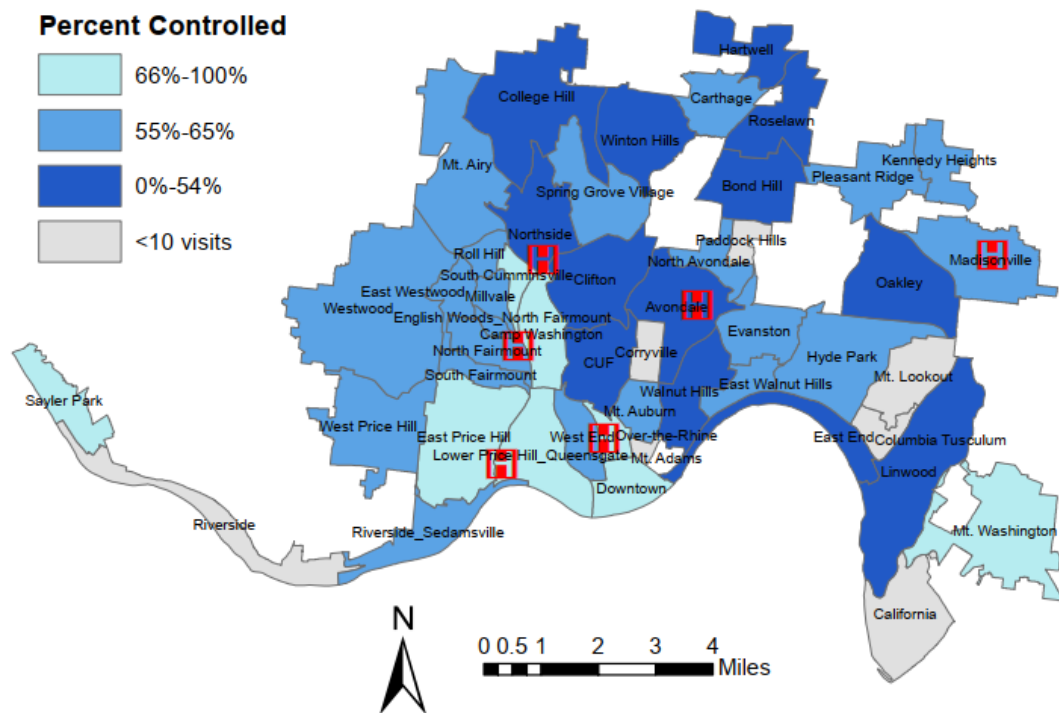 Percent Controlled
66%-100%
55%-65%
0%-54%
<10 visits
Hartwell
College Hill
Carthage
Roselawn
Winton Hills
Mt. Airy
Kennedy Heights
Pleasant Ridge
Bond Hill
Spring Grove Village
Northside
Paddock Hills
Roll Hill
North Avondale
Madisonville
H
H
South Cumminsville
Clifton
Oakley
East Westwood
Millvale
Westwood
Avondale
H
English Woods_North Fairmount
Camp Washington
Evanston
H
North Fairmount
Corryville
Hyde Park
CUF
Mt. Lookout
South Fairmount
East Walnut Hills
Sayler Park
Walnut Hills
Mt. Auburn
West Price Hill
East Price Hill
West End
H
Over-the-Rhine
East End
Columbia Tusculum
Lower Price Hill_Queensgate
Mt. Adams
H
Linwood
Downtown
Riverside
Riverside_Sedamsville
Mt. Washington
California
N
0 0.5 1 2 3 4
Miles